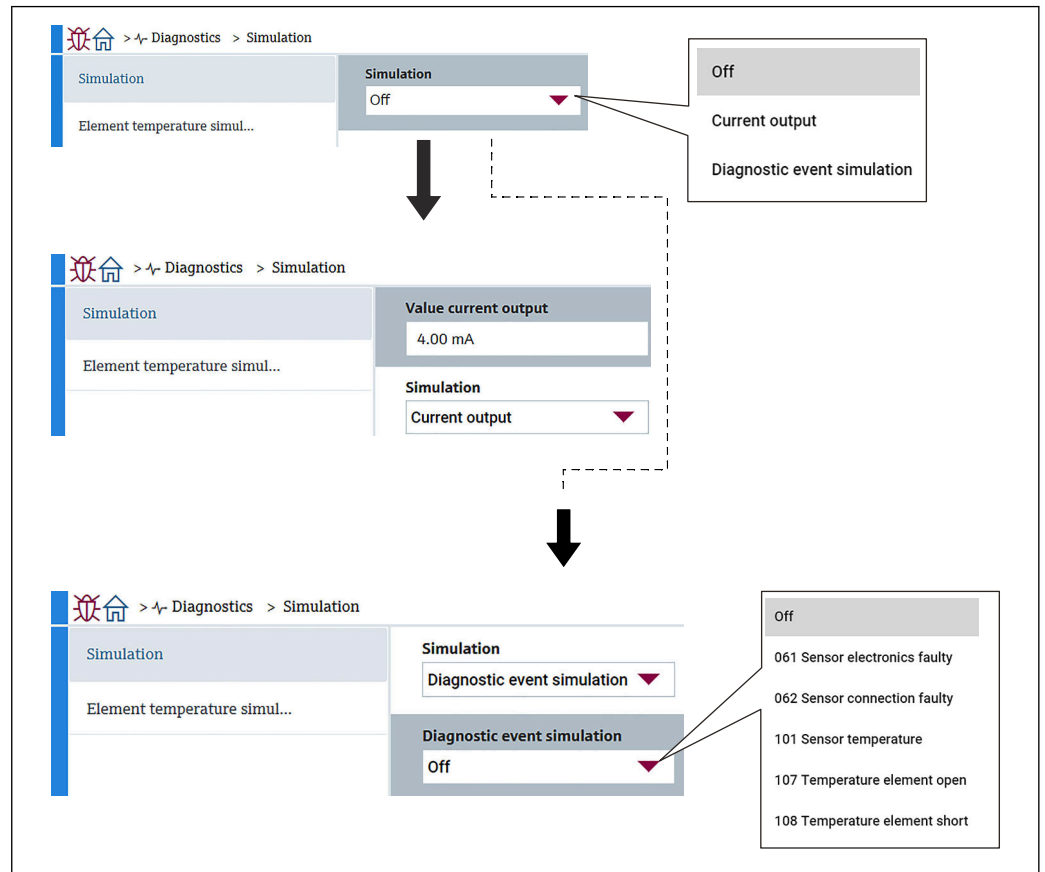 > Diagnostics > Simulation
Simulation
Element temperature simul...
Simulation
Off
Off
Current output
Diagnostic event simulation
> Diagnostics > Simulation
Simulation
Element temperature simul...
Value current output
4.00 mA
Simulation
Current output
> Diagnostics > Simulation
Simulation
Element temperature simul...
Simulation
Diagnostic event simulation
Diagnostic event simulation
Off
Off
061 Sensor electronics faulty
062 Sensor connection faulty
101 Sensor temperature
107 Temperature element open
108 Temperature element short